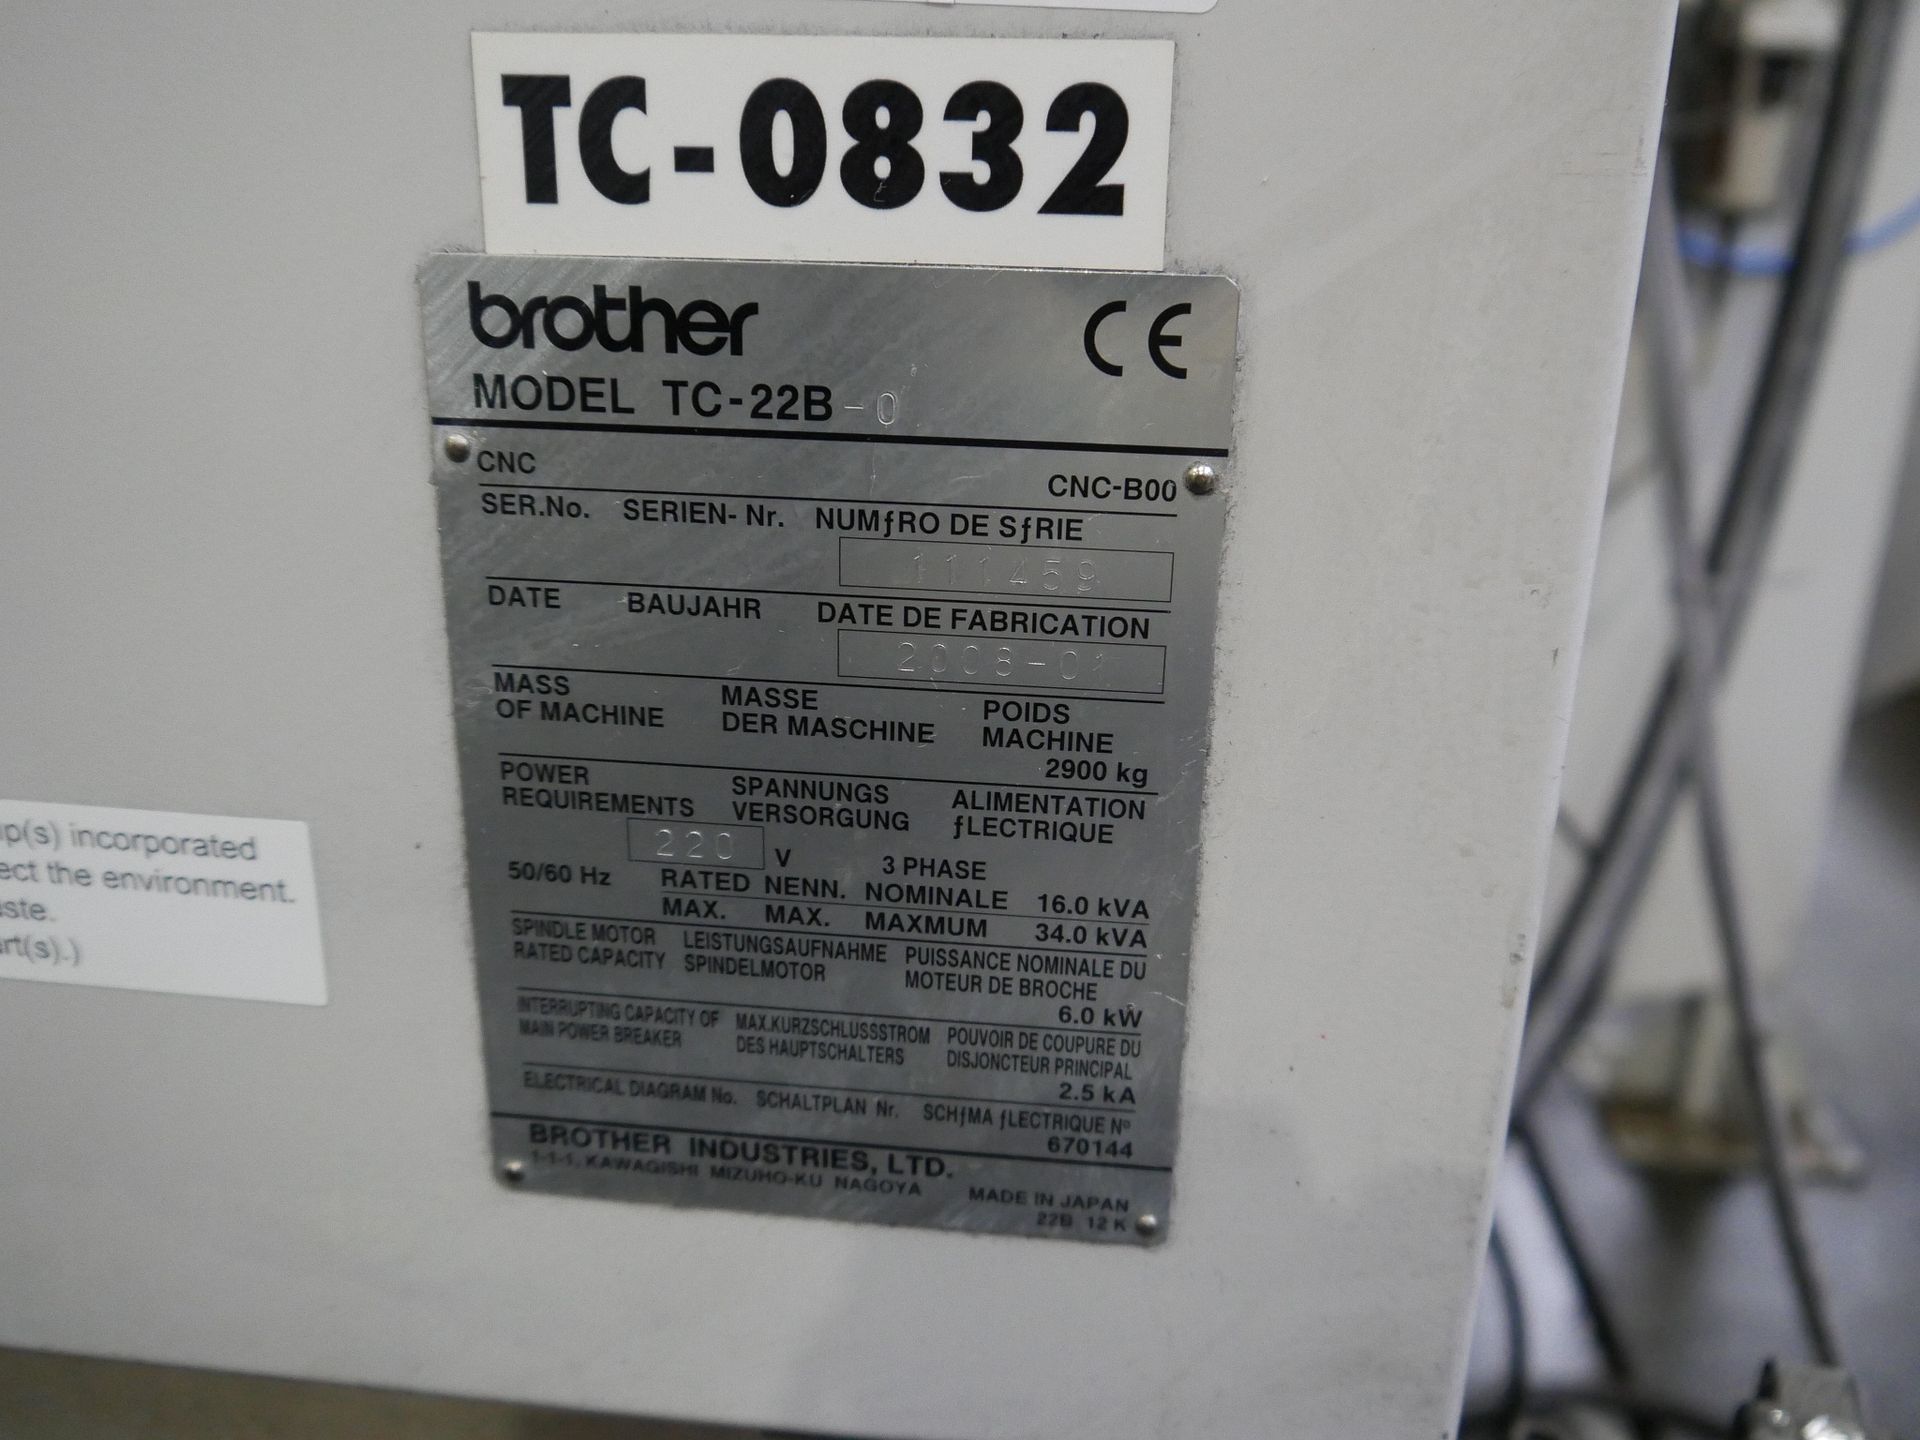 TC-0832
brother CE
MODEL TC-22B-0
CNC CNC-B00
SER.No. SERIEN-Nr. NUMƒRO DE SƒRIE
111459
DATE BAUJAHR DATE DE FABRICATION
2008-01
MASS MASSE POIDS
OF MACHINE DER MASCHINE MACHINE
2900 kg
POWER SPANNUNGS ALIMENTATION
REQUIREMENTS VERSORGUNG ƒLECTRIQUE
220 V 3 PHASE
50/60 Hz RATED NENN. NOMINALE 16.0 kVA
MAX. MAX. MAXMUM 34.0 kVA
SPINDLE MOTOR LEISTUNGSAUFNAHME PUISSANCE NOMINALE DU
RATED CAPACITY SPINDELMOTOR MOTEUR DE BROCHE
6.0 kW
INTERRUPTING CAPACITY OF MAX.KURZSCHLUSSSTROM POUVOIR DE COUPURE DU
MAIN POWER BREAKER DES HAUPTSCHALTERS DISJONCTEUR PRINCIPAL
2.5 kA
ELECTRICAL DIAGRAM No. SCHALTPLAN Nr. SCHƒMA ƒLECTRIQUE Nº
670144
BROTHER INDUSTRIES, LTD.
1-1-1, KAWAGISHI MIZUHO-KU NAGOYA
MADE IN JAPAN
22B 12 K
incorporated
the environment.